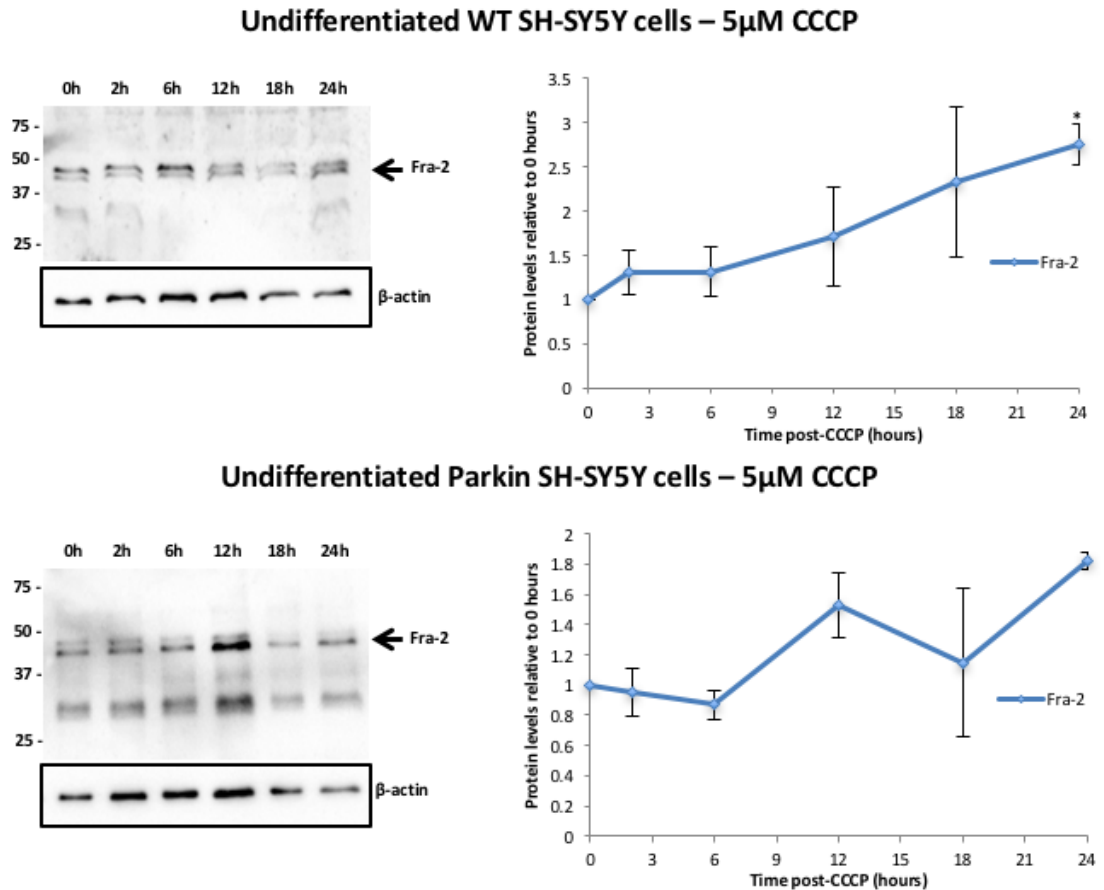 Undifferentiated WT SH-SY5Y cells – 5µM CCCP
0h 2h 6h 12h 18h 24h
75 -
50 -
37 -
25 -
Fra-2
β-actin
Protein levels relative to 0 hours
3.5
3
2.5
2
1.5
1
0.5
0
*
Fra-2
0 3 6 9 12 15 18 21 24
Time post-CCCP (hours)
Undifferentiated Parkin SH-SY5Y cells – 5µM CCCP
0h 2h 6h 12h 18h 24h
75 -
50 -
37 -
25 -
Fra-2
β-actin
Protein levels relative to 0 hours
2
1.8
1.6
1.4
1.2
1
0.8
0.6
0.4
0.2
0
Fra-2
0 3 6 9 12 15 18 21 24
Time post-CCCP (hours)